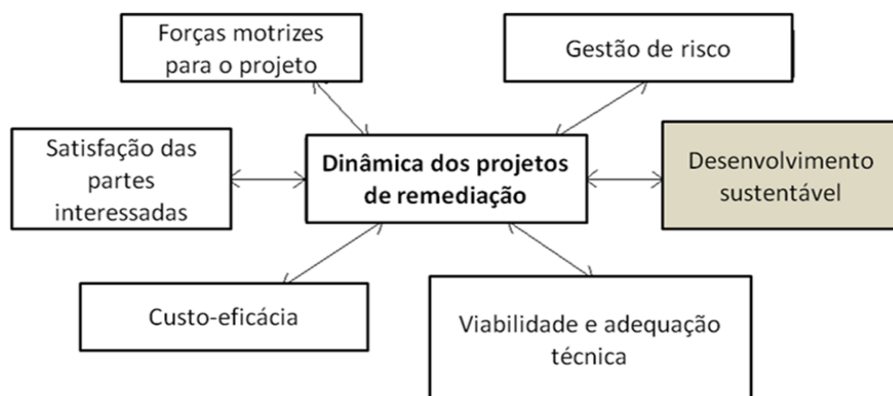 Forças motrizes
para o projeto
Gestão de risco
Satisfação das
partes
interessadas
Dinâmica dos projetos
de remediação
Desenvolvimento
sustentável
Custo-eficácia
Viabilidade e adequação
técnica